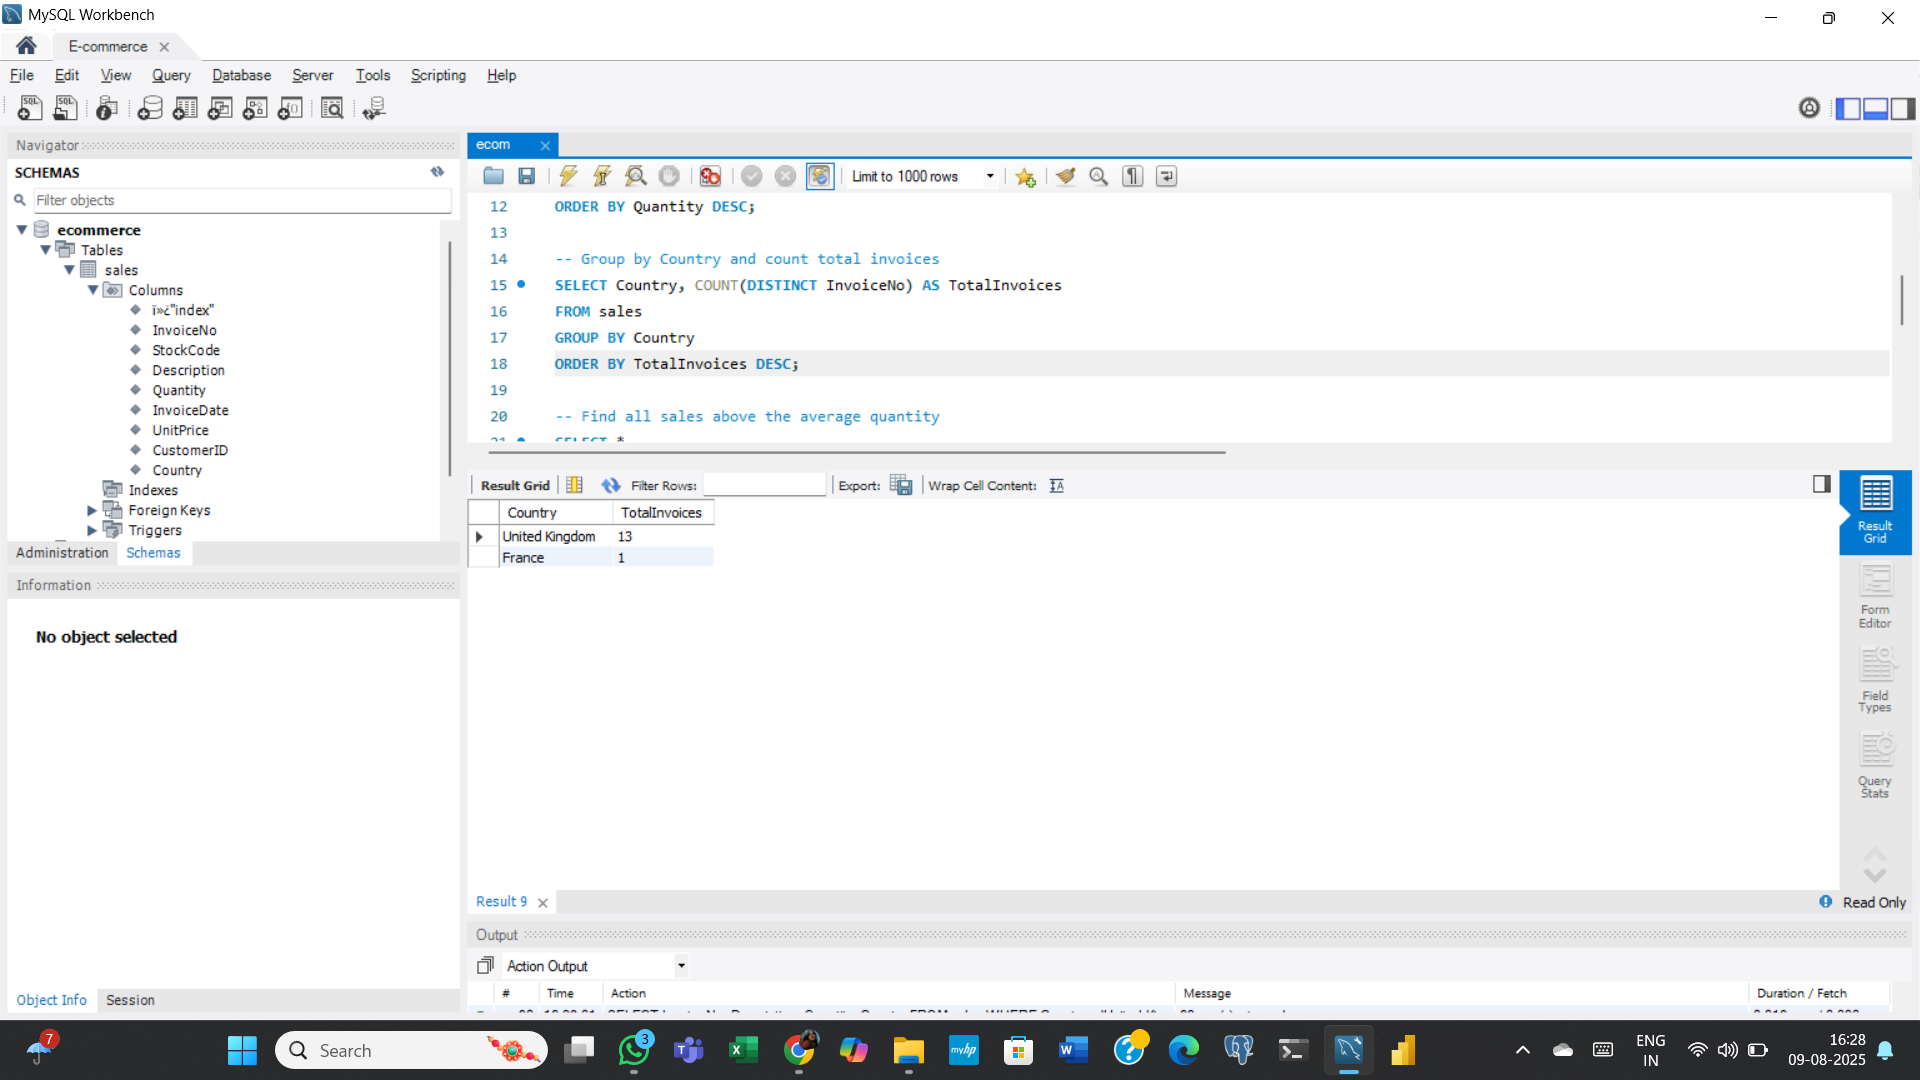 MySQL Workbench
E-commerce
File Edit View Query Database Server Tools Scripting Help
Navigator
SCHEMAS
Filter objects
ecommerce
Tables
sales
Columns
ï»¿"index"
InvoiceNo
StockCode
Description
Quantity
InvoiceDate
UnitPrice
CustomerID
Country
Indexes
Foreign Keys
Triggers
Administration Schemas
Information
No object selected
Object Info Session
ecom
Limit to 1000 rows
12 ORDER BY Quantity DESC;
13
14 -- Group by Country and count total invoices
15 SELECT Country, COUNT(DISTINCT InvoiceNo) AS TotalInvoices
16 FROM sales
17 GROUP BY Country
18 ORDER BY TotalInvoices DESC;
19
20 -- Find all sales above the average quantity
21 SELECT *
Result Grid Filter Rows: Export: Wrap Cell Content:
Country TotalInvoices
United Kingdom 13
France 1
Result Grid
Form Editor
Field Types
Query Stats
Result 9
Read Only
Output
Action Output
# Time Action Message Duration / Fetch
7
Search
3
myhp
ENG
IN
16:28
09-08-2025